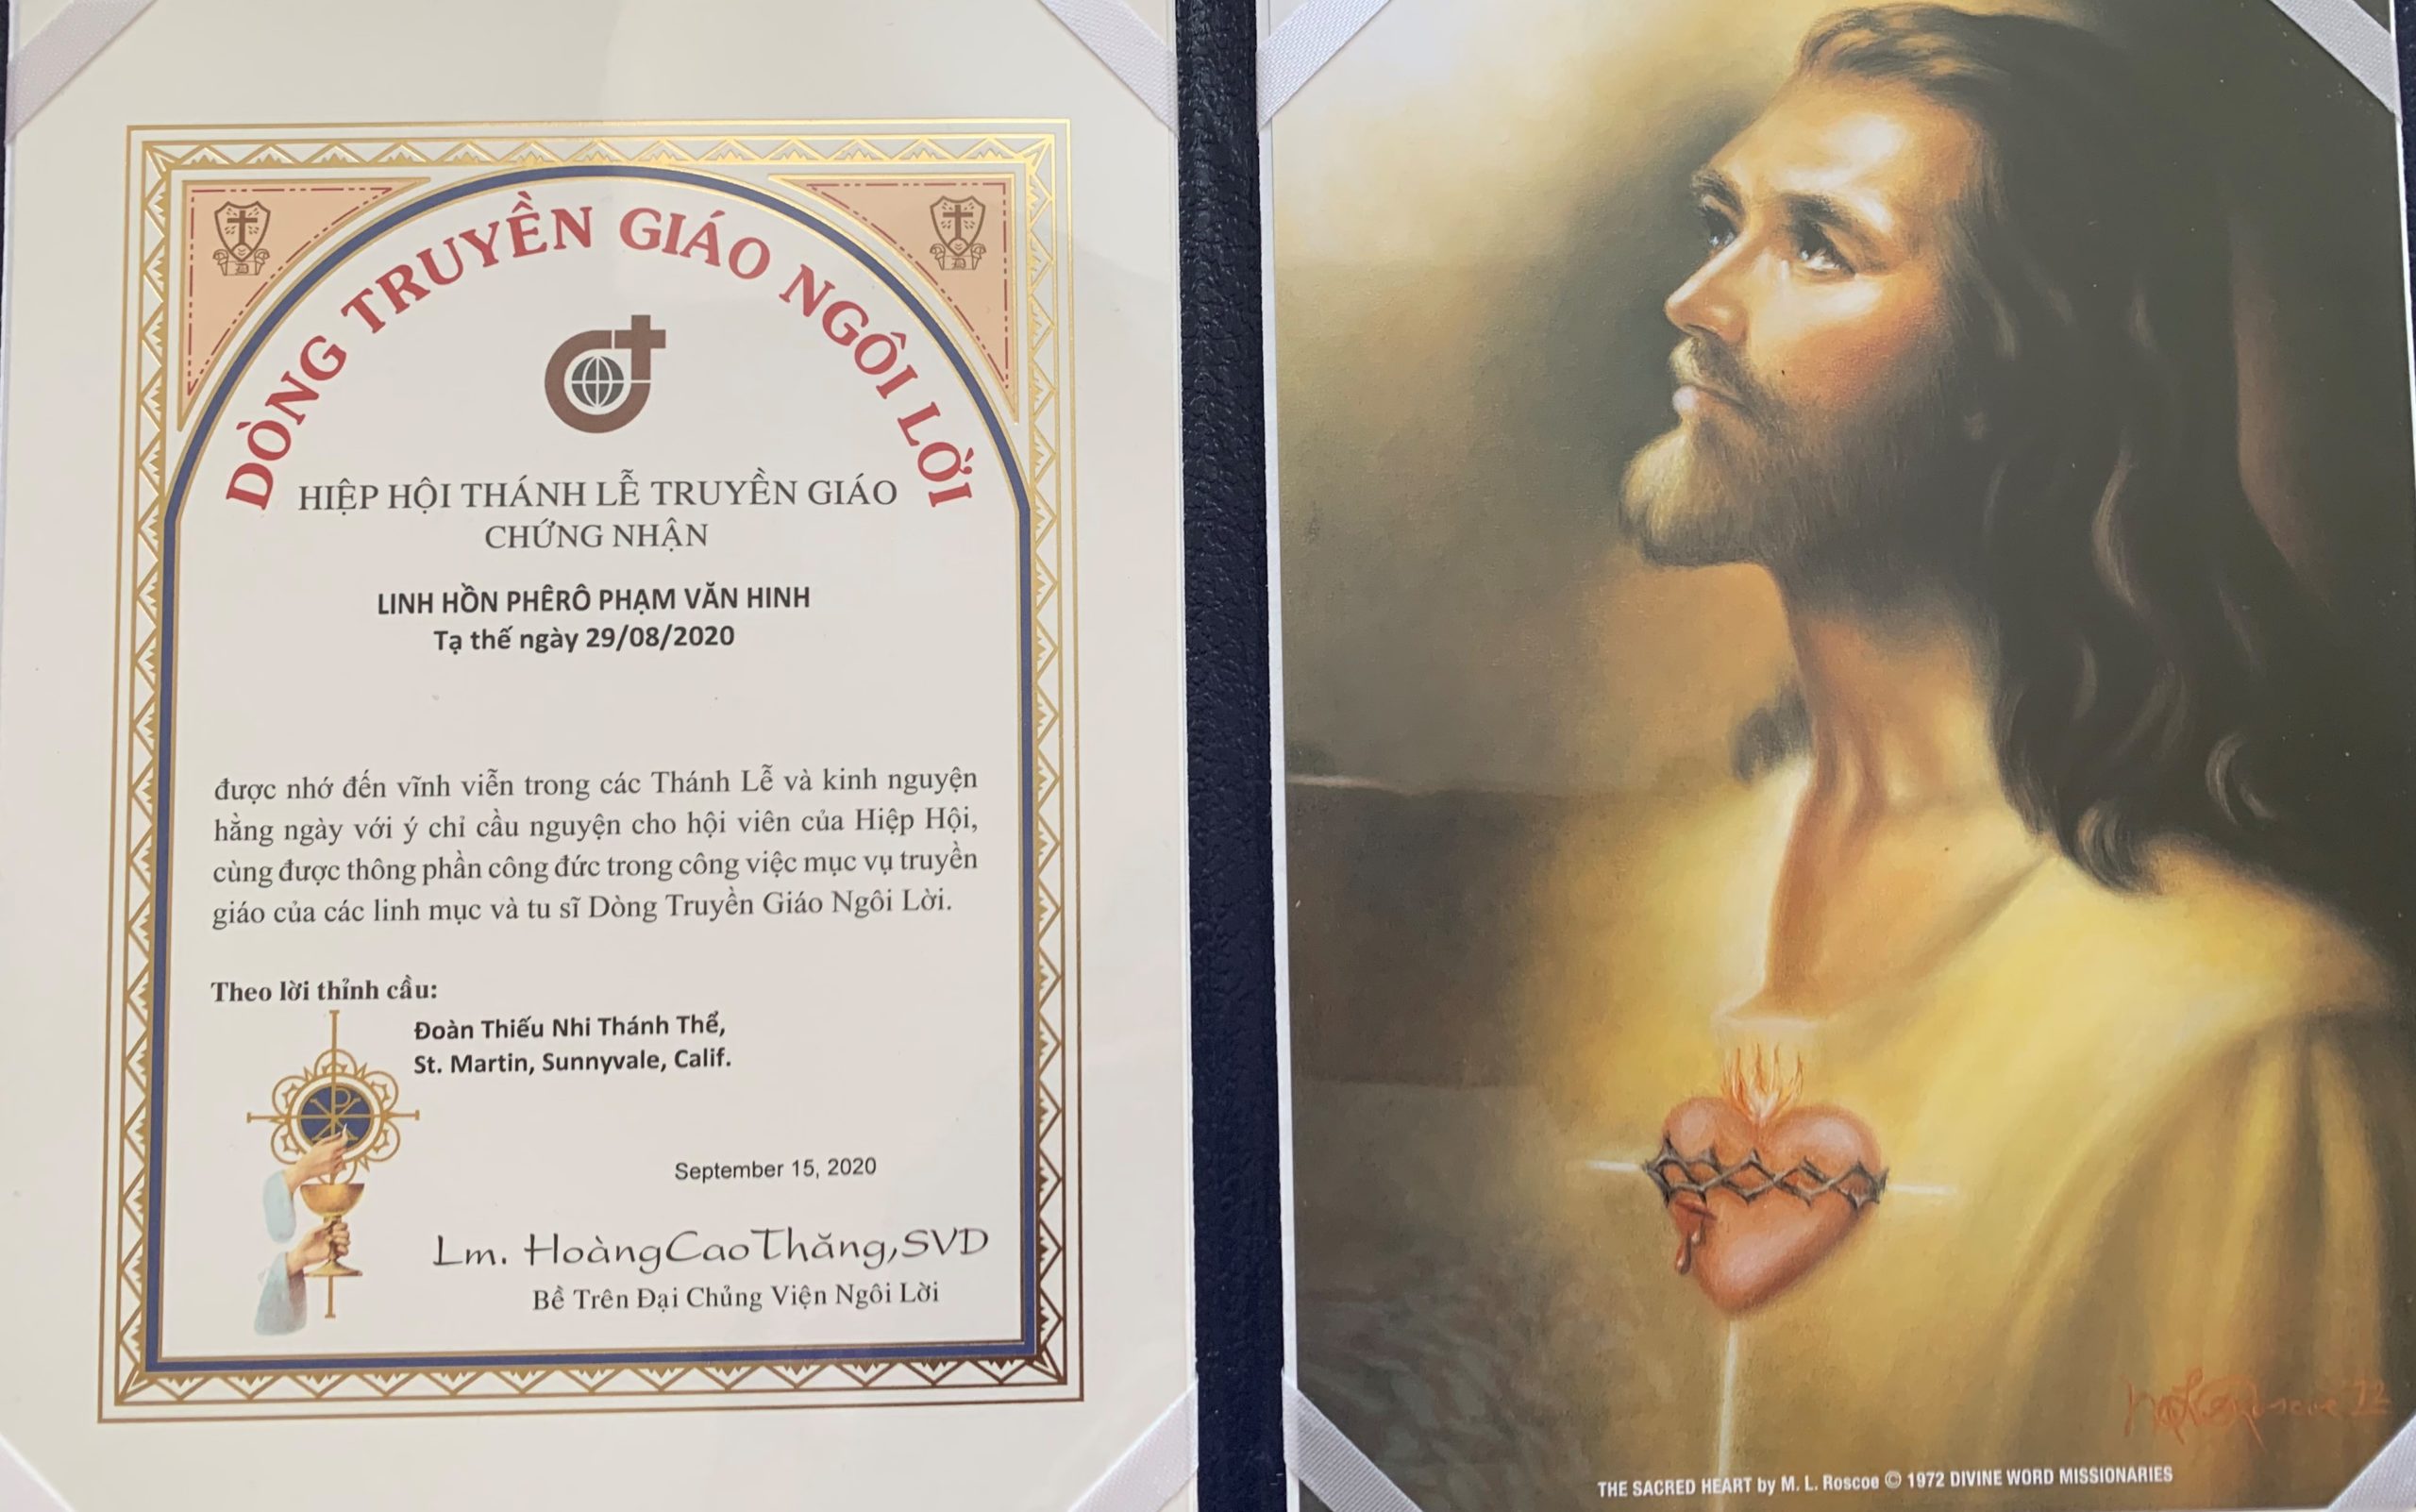 DÒNG TRUYỀN GIÁO NGÔI LỜI
HIỆP HỘI THÁNH LỄ TRUYỀN GIÁO
CHỨNG NHẬN
LINH HỒN PHÊRÔ PHẠM VĂN HINH
Tạ thế ngày 29/08/2020
được nhớ đến vĩnh viễn trong các Thánh Lễ và kinh nguyện
hằng ngày với ý chỉ cầu nguyện cho hội viên của Hiệp Hội,
cùng được thông phần công đức trong công việc mục vụ truyền
giáo của các linh mục và tu sĩ Dòng Truyền Giáo Ngôi Lời.
Theo lời thỉnh cầu:
Đoàn Thiếu Nhi Thánh Thể,
St. Martin, Sunnyvale, Calif.
September 15, 2020
Lm. Hoàng Cao Thăng, SVD
Bề Trên Đại Chủng Viện Ngôi Lời
Roscoe '72
THE SACRED HEART by M. L. Roscoe © 1972 DIVINE WORD MISSIONARIES